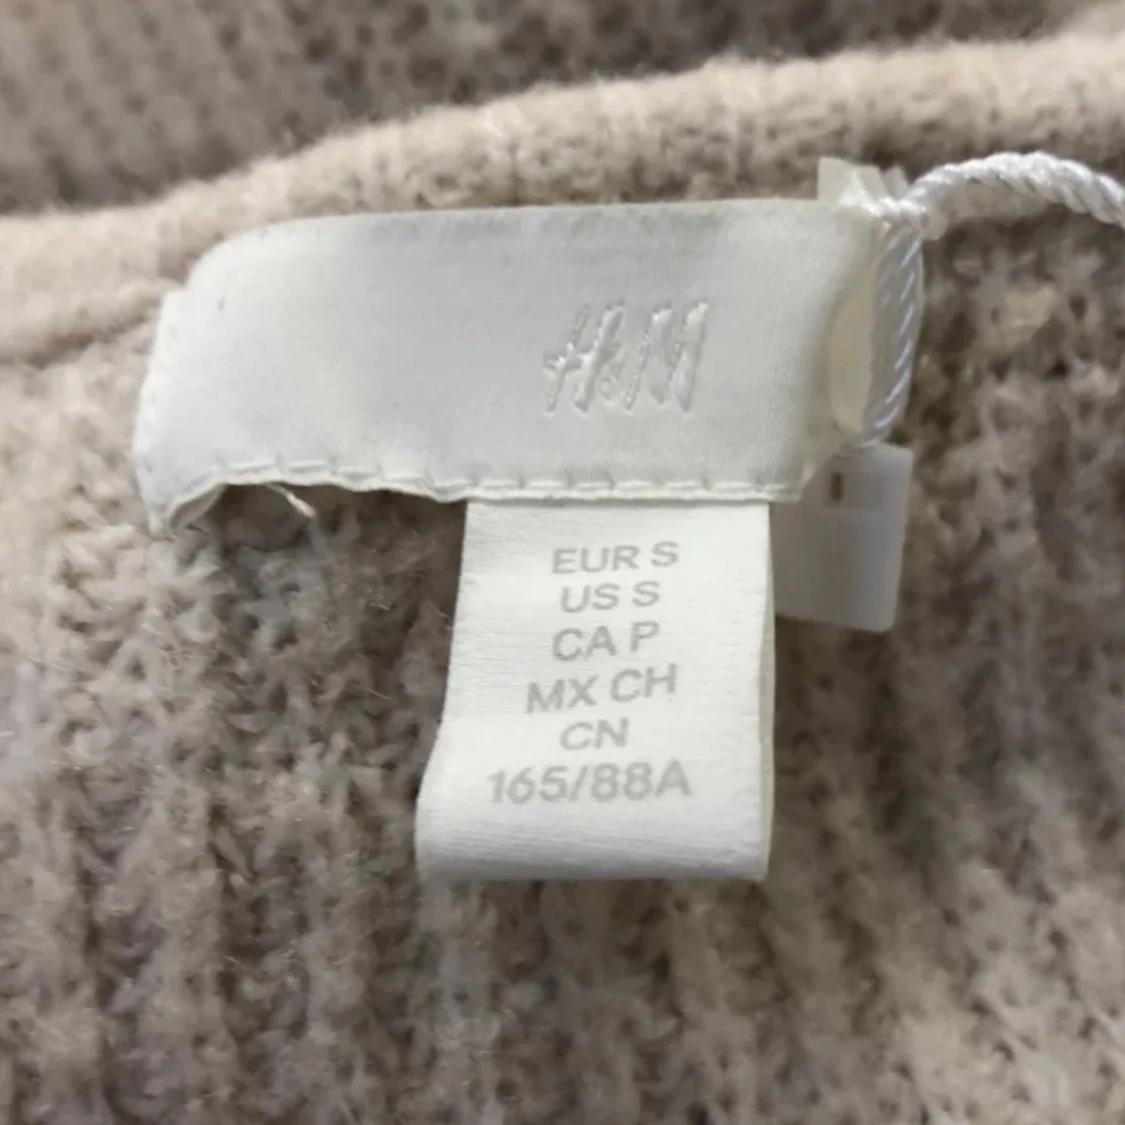 H&M
EUR S
US S
CA P
MX CH
CN
165/88A